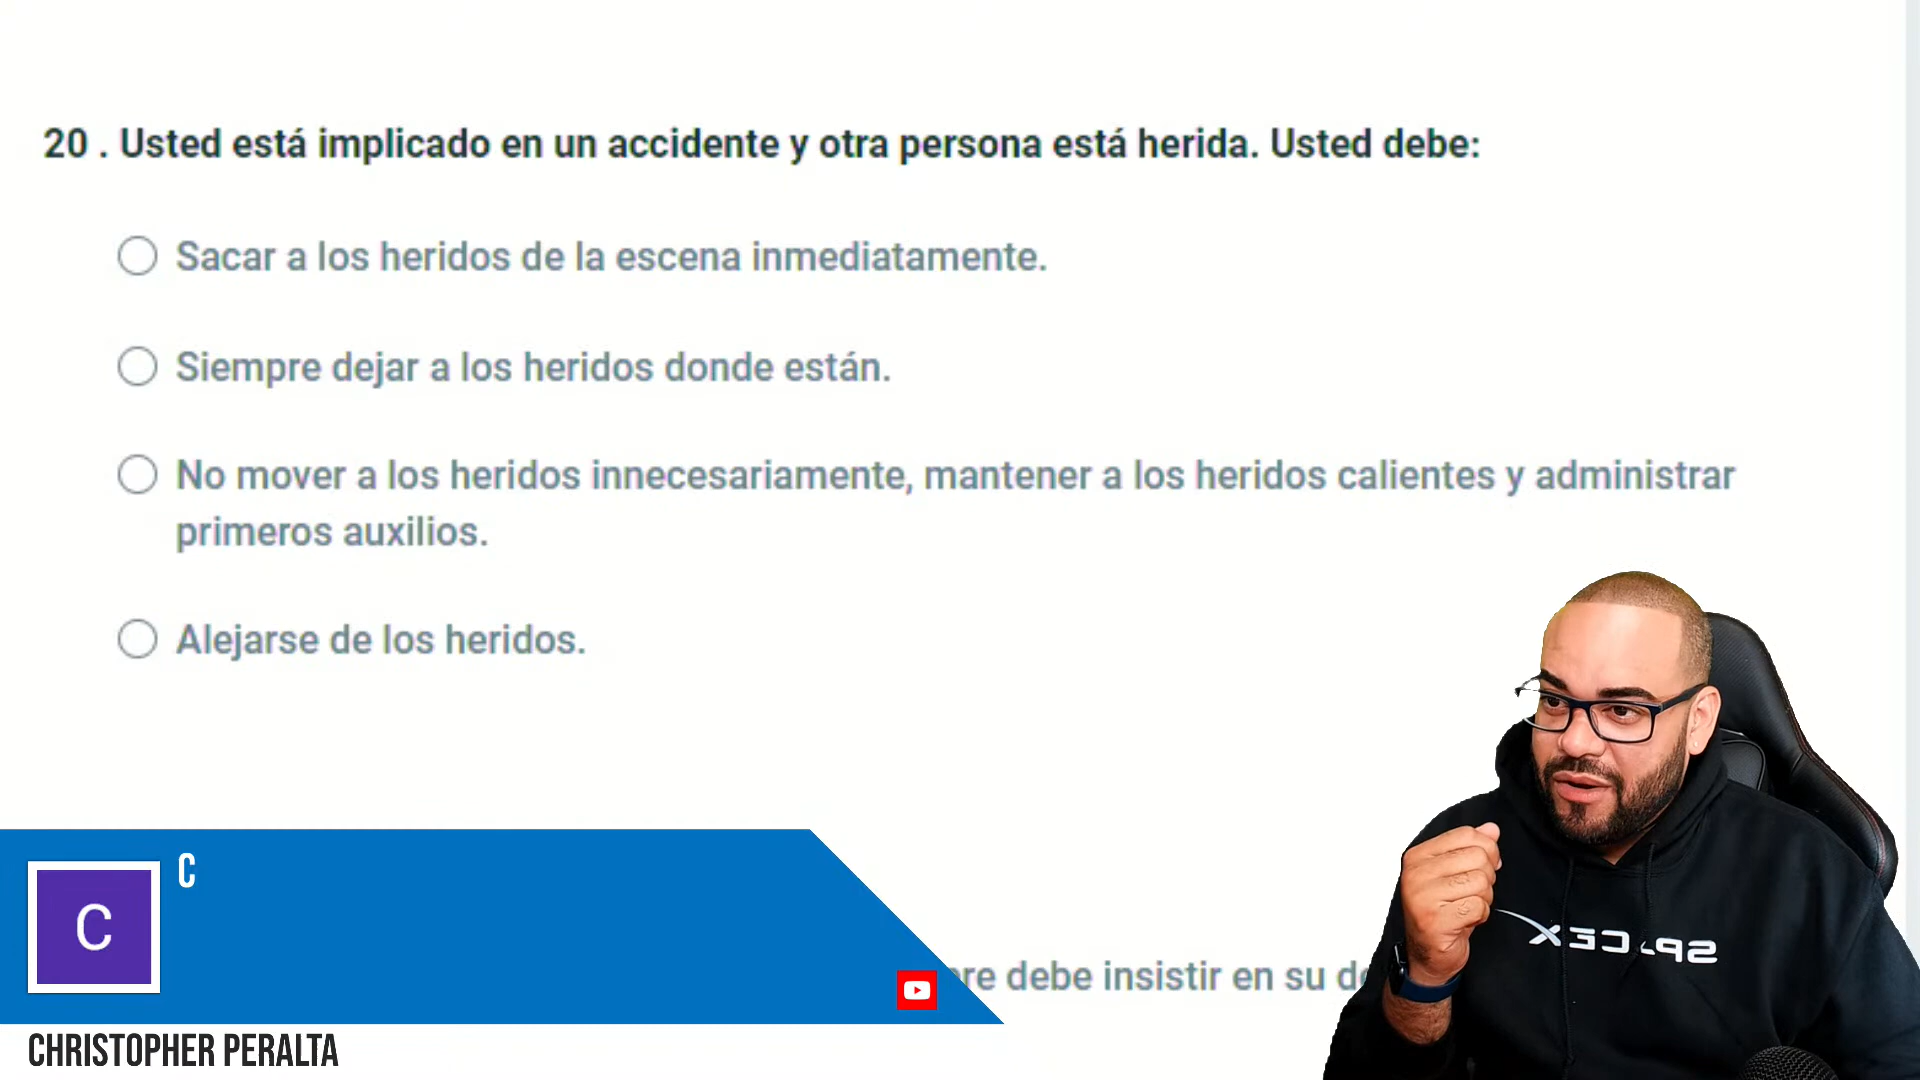 20 . Usted está implicado en un accidente y otra persona está herida. Usted debe:
Sacar a los heridos de la escena inmediatamente.
Siempre dejar a los heridos donde están.
No mover a los heridos innecesariamente, mantener a los heridos calientes y administrar
primeros auxilios.
Alejarse de los heridos.
C
C
debe insistir en su
CHRISTOPHER PERALTA